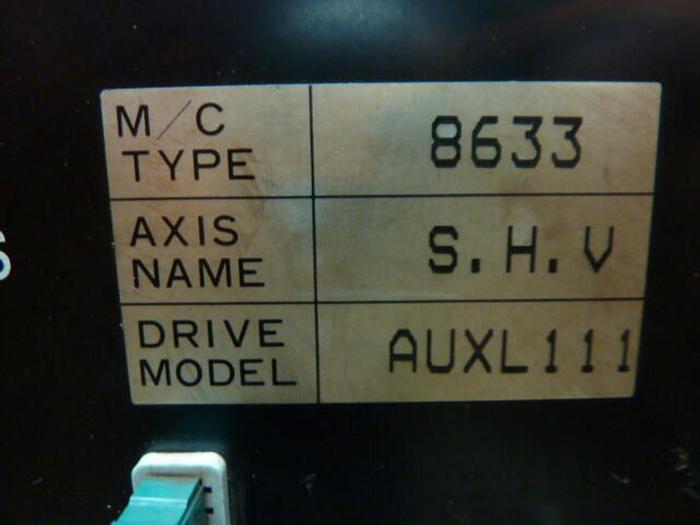 M/C
TYPE
8633
AXIS
NAME
S.H.V
DRIVE
MODEL
AUXL111